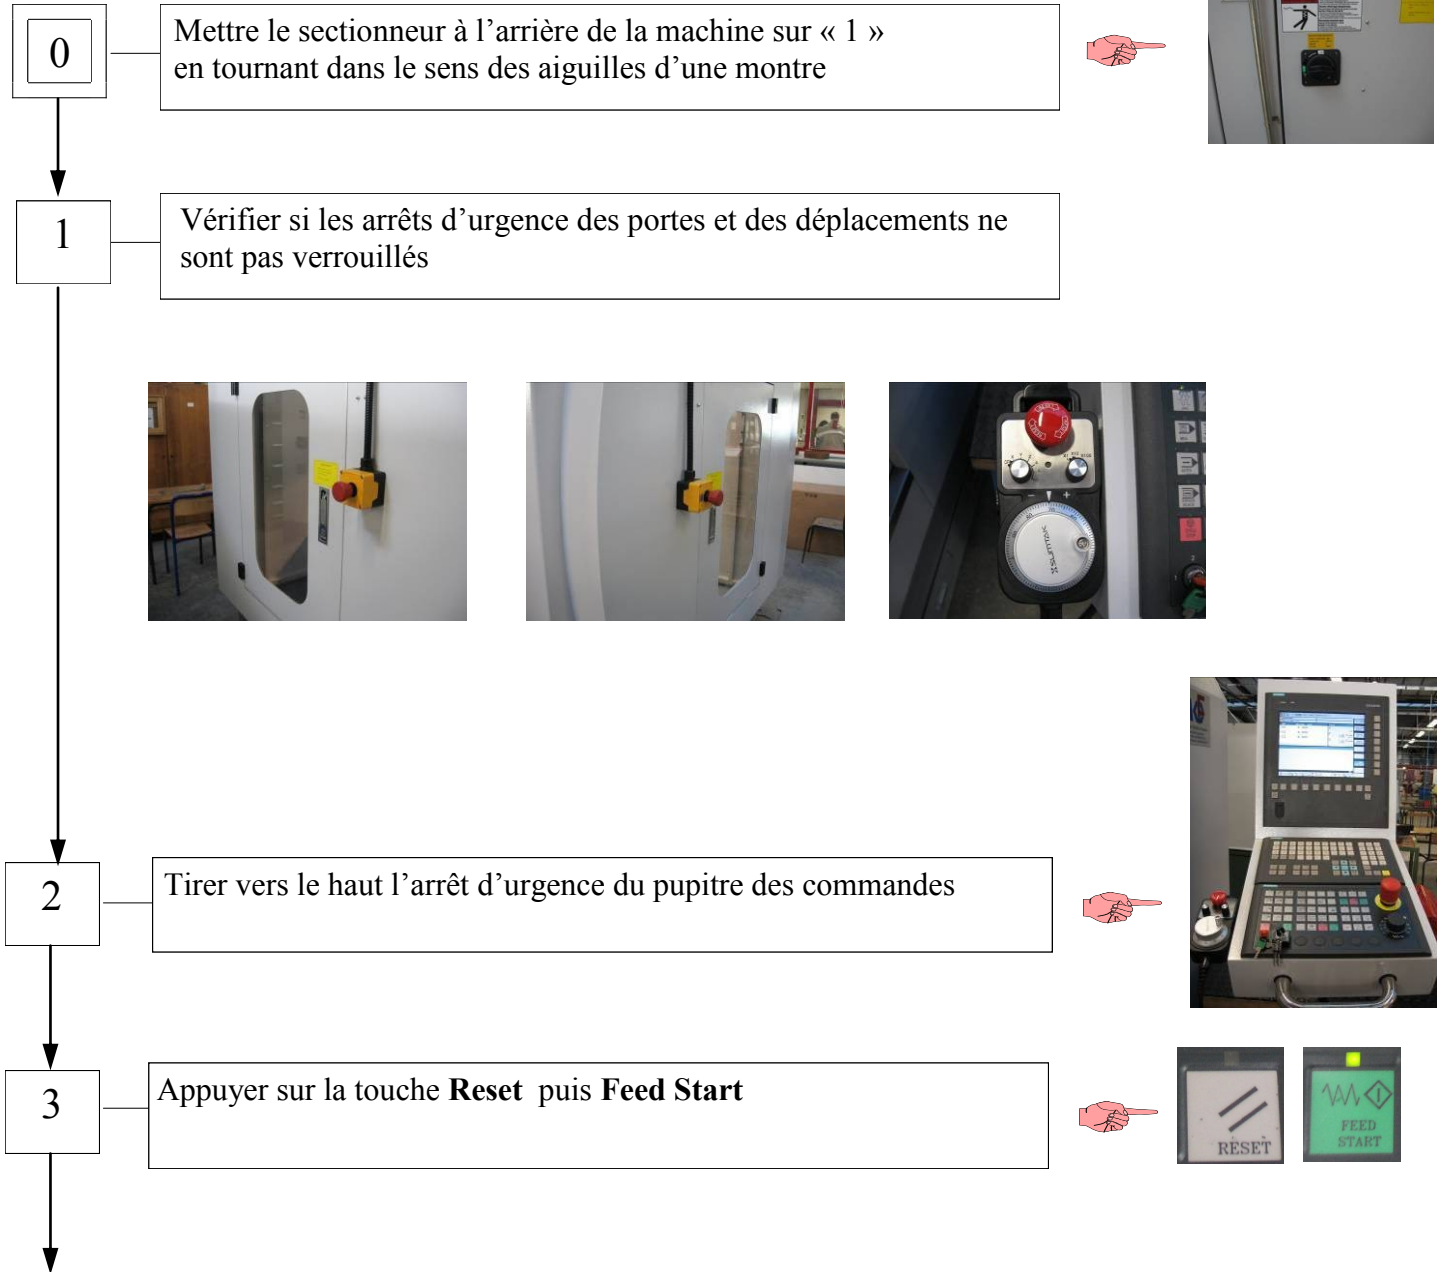 0
Mettre le sectionneur à l’arrière de la machine sur « 1 »
en tournant dans le sens des aiguilles d’une montre
1
Vérifier si les arrêts d’urgence des portes et des déplacements ne
sont pas verrouillés
2
Tirer vers le haut l’arrêt d’urgence du pupitre des commandes
3
Appuyer sur la touche Reset puis Feed Start
RESET
FEED
START